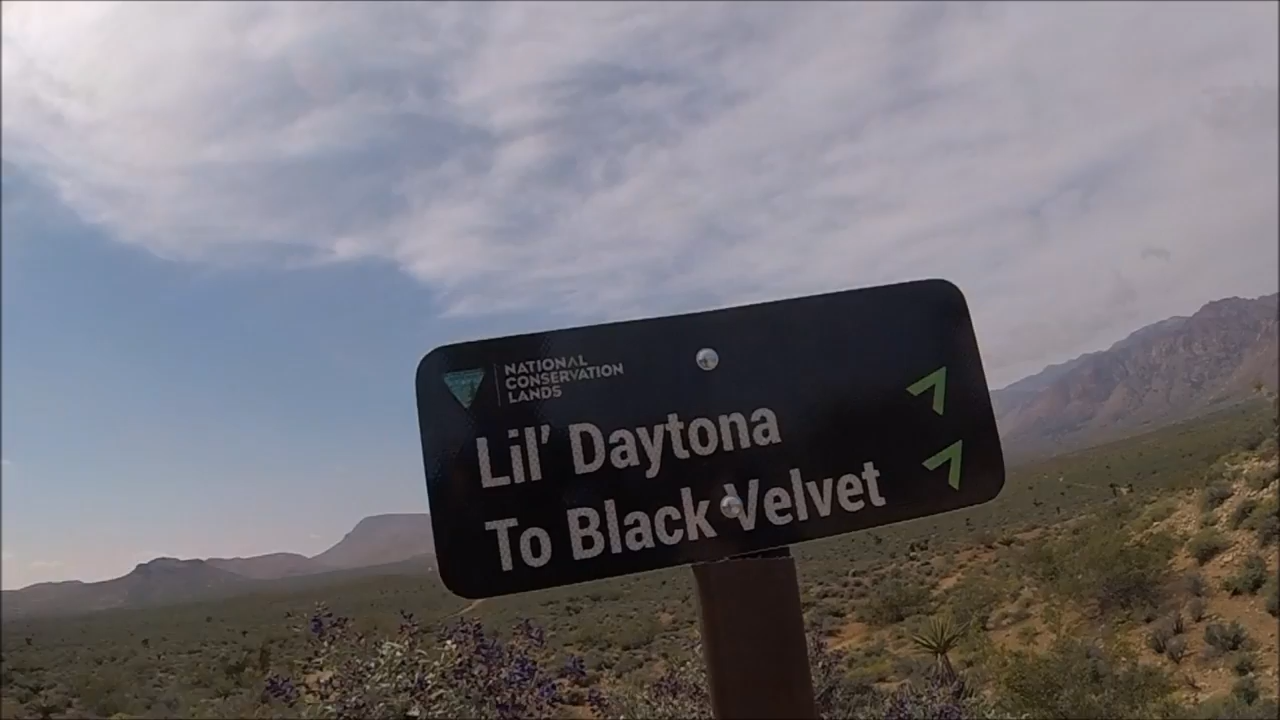 NATIONAL
CONSERVATION
LANDS
Lil' Daytona
To Black Velvet